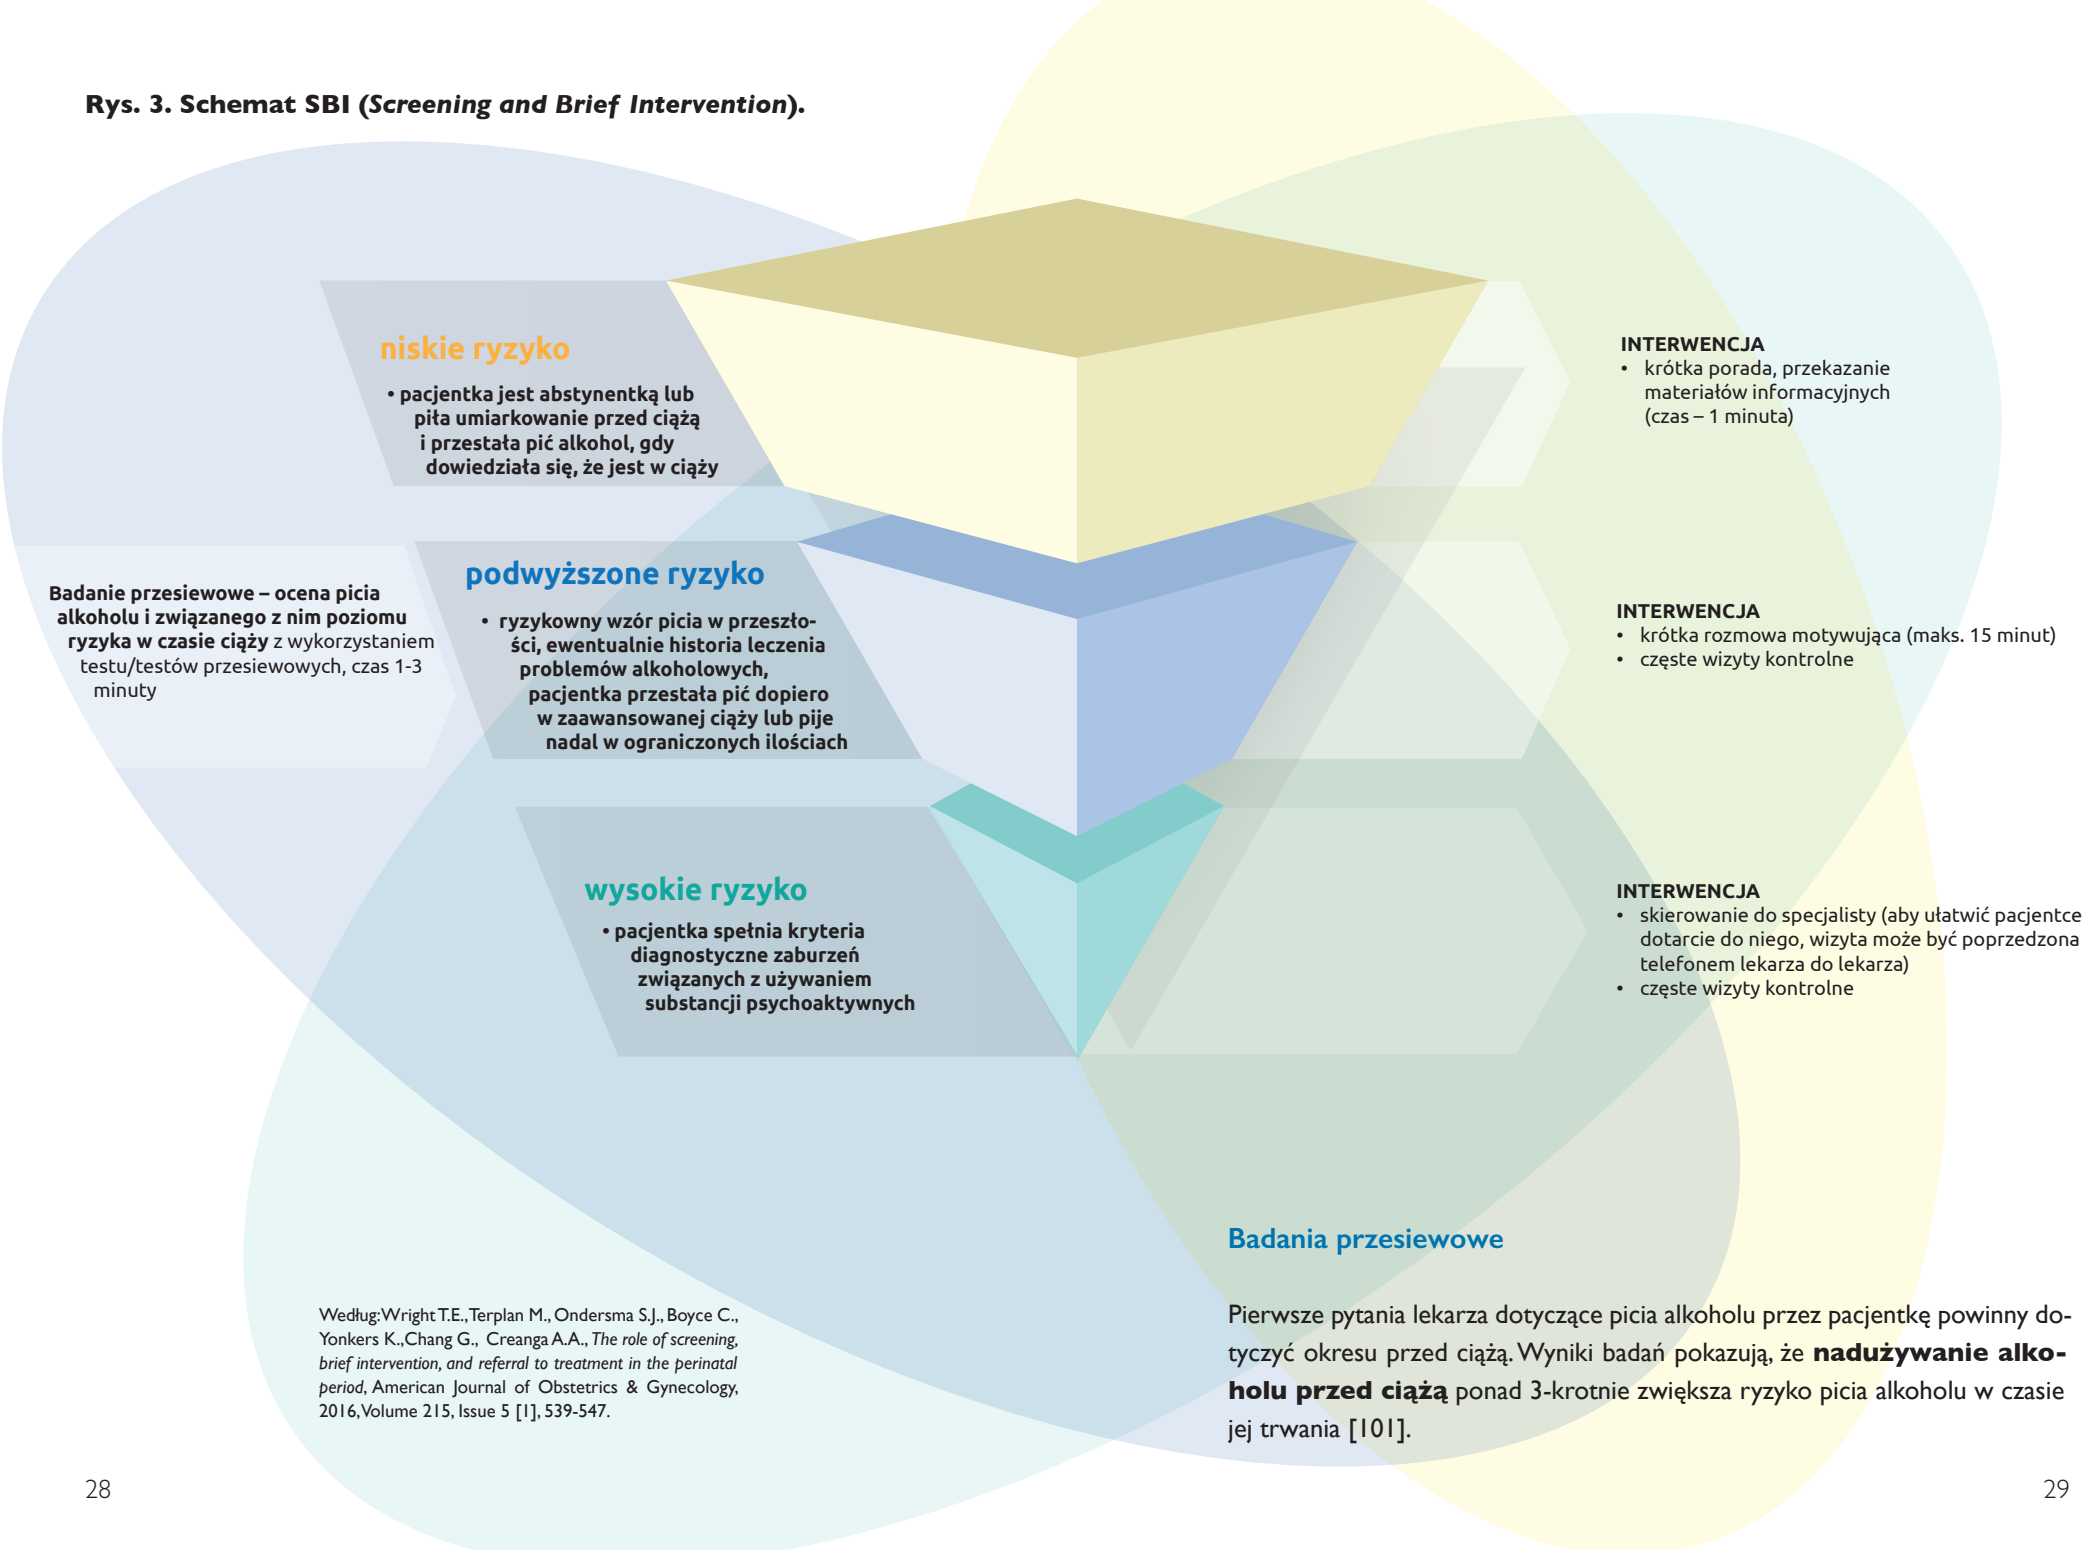 Rys. 3. Schemat SBI (Screening and Brief Intervention).
Badanie przesiewowe – ocena picia
alkoholu i związanego z nim poziomu
ryzyka w czasie ciąży z wykorzystaniem
testu/testów przesiewowych, czas 1-3
minuty
niskie ryzyko
• pacjentka jest abstynentką lub
piła umiarkowanie przed ciążą
i przestała pić alkohol, gdy
dowiedziała się, że jest w ciąży
INTERWENCJA
• krótka porada, przekazanie
materiałów informacyjnych
(czas – 1 minuta)
podwyższone ryzyko
• ryzykowny wzór picia w przeszło-
ści, ewentualnie historia leczenia
problemów alkoholowych,
pacjentka przestała pić dopiero
w zaawansowanej ciąży lub pije
nadal w ograniczonych ilościach
INTERWENCJA
• krótka rozmowa motywująca (maks. 15 minut)
• częste wizyty kontrolne
wysokie ryzyko
• pacjentka spełnia kryteria
diagnostyczne zaburzeń
związanych z używaniem
substancji psychoaktywnych
INTERWENCJA
• skierowanie do specjalisty (aby ułatwić pacjentce
dotarcie do niego, wizyta może być poprzedzona
telefonem lekarza do lekarza)
• częste wizyty kontrolne
Według: Wright T.E., Terplan M., Ondersma S.J., Boyce C.,
Yonkers K.,Chang G., Creanga A.A., The role of screening,
brief intervention, and referral to treatment in the perinatal
period, American Journal of Obstetrics & Gynecology,
2016, Volume 215, Issue 5 [1], 539-547.
28
Badania przesiewowe
Pierwsze pytania lekarza dotyczące picia alkoholu przez pacjentkę powinny do-
tyczyć okresu przed ciążą. Wyniki badań pokazują, że nadużywanie alko-
holu przed ciążą ponad 3-krotnie zwiększa ryzyko picia alkoholu w czasie
jej trwania [101].
29